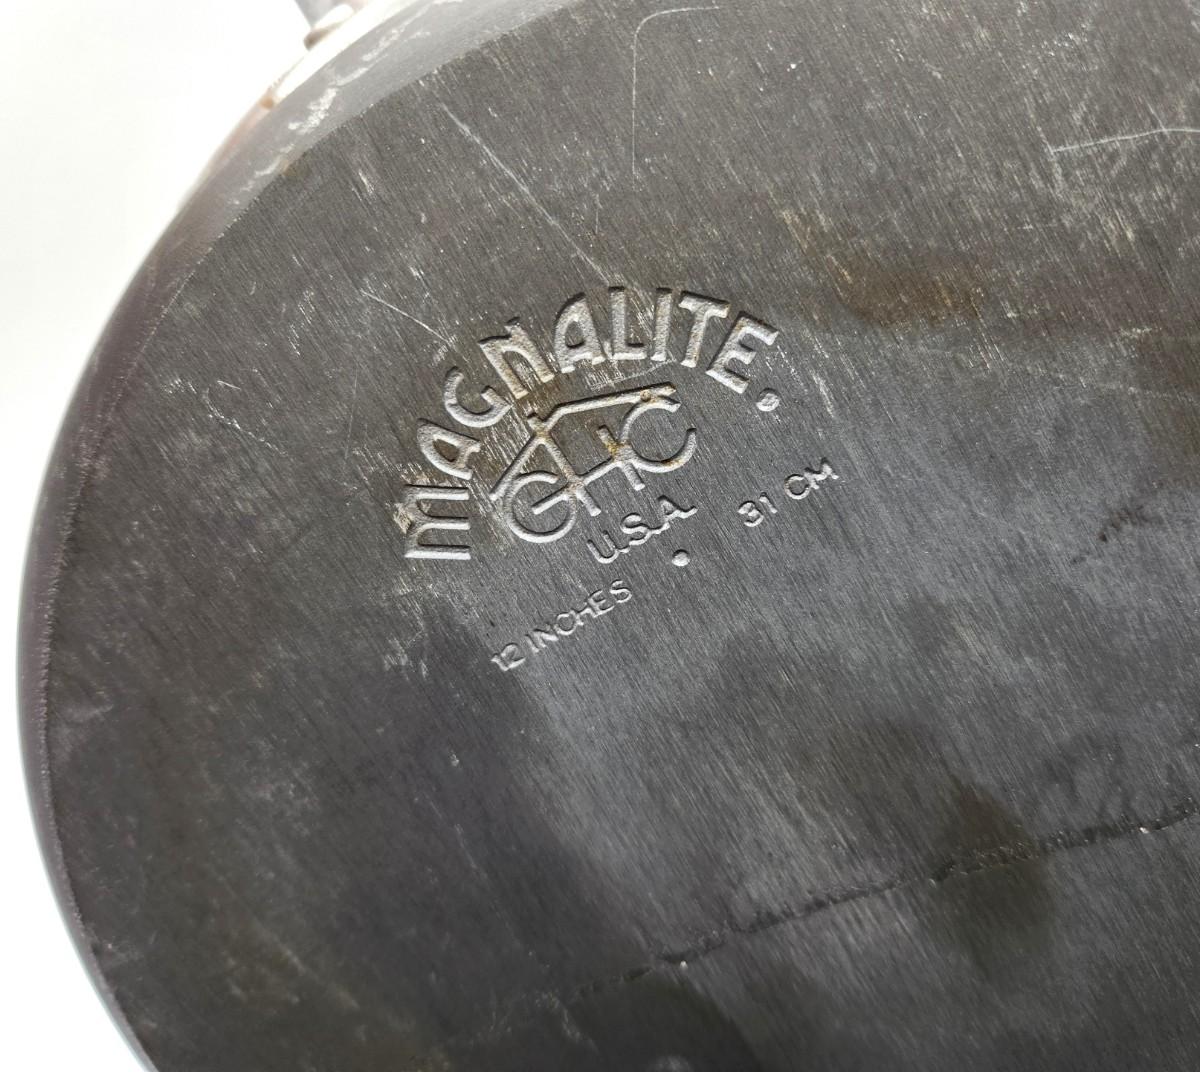 MAGNALITE
GHC
U.S.A.
12 INCHES • 31 CM